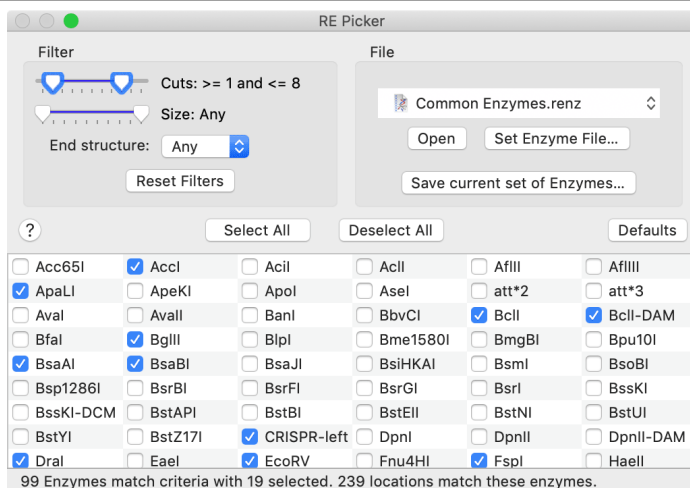 RE Picker
Filter
File
Cuts: >= 1 and <= 8
Size: Any
End structure: Any
Reset Filters
Common Enzymes.renz
Open Set Enzyme File...
Save current set of Enzymes...
? Select All Deselect All Defaults
Acc65I AccI AciI AclI AflII AflIII
ApaLI ApeKI ApoI AseI att*2 att*3
AvaI AvaII BanI BbvCI BclI BclI-DAM
BfaI BglII BlpI Bme1580I BmgBI Bpu10I
BsaAI BsaBI BsaJI BsiHKAI BsmI BsoBI
Bsp1286I BsrBI BsrFI BsrGI BsrI BssKI
BssKI-DCM BstAPI BstBI BstEII BstNI BstUI
BstYI BstZ17I CRISPR-left DpnI DpnII DpnII-DAM
DraI EaeI EcoRV Fnu4HI FspI HaeII
99 Enzymes match criteria with 19 selected. 239 locations match these enzymes.